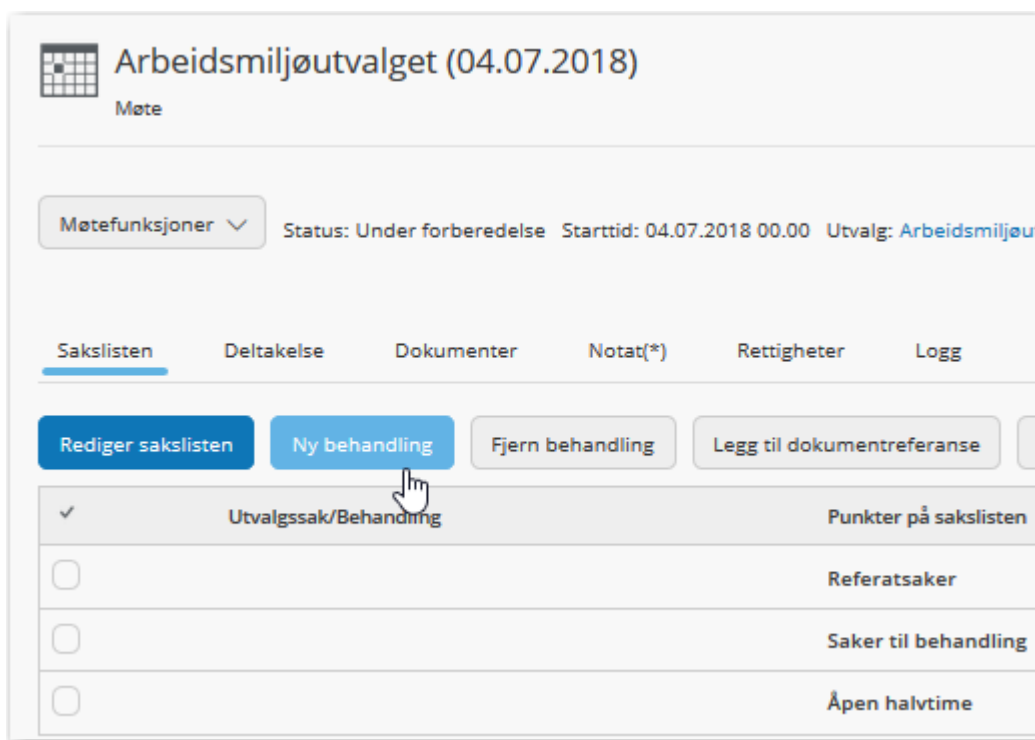 Arbeidsmiljøutvalget (04.07.2018)
Møte
Møtefunksjoner Status: Under forberedelse Starttid: 04.07.2018 00.00 Utvalg: Arbeidsmiljøu
Sakslisten Deltakelse Dokumenter Notat(*) Rettigheter Logg
Rediger sakslisten Ny behandling Fjern behandling Legg til dokumentreferanse
Utvalgssak/Behandling Punkter på sakslisten
Referatsaker
Saker til behandling
Åpen halvtime